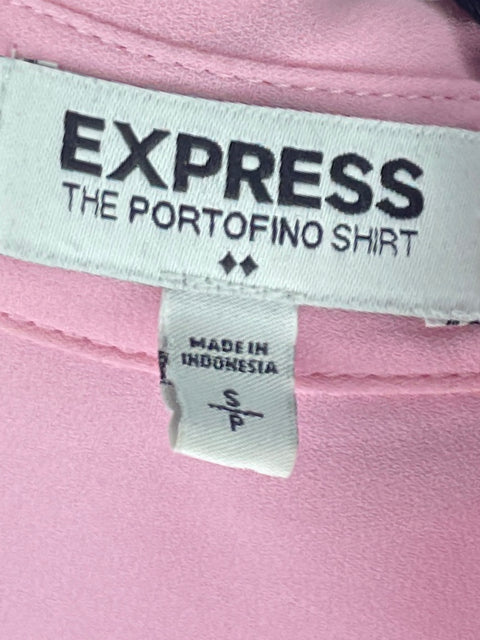 EXPRESS
THE PORTOFINO SHIRT
MADE IN
INDONESIA
S/P